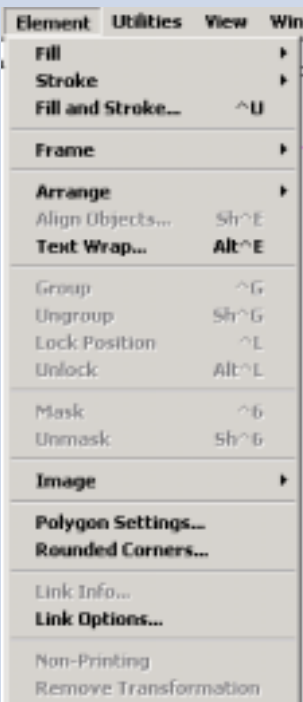 Element Utilities View Win
Fill
Stroke
Fill and Stroke... ^U
Frame
Arrange
Align Objects... Sh^E
Text Wrap... Alt^E
Group ^G
Ungroup Sh^G
Lock Position ^L
Unlock Alt^L
Mask ^6
Unmask Sh^6
Image
Polygon Settings...
Rounded Corners...
Link Info...
Link Options...
Non-Printing
Remove Transformation